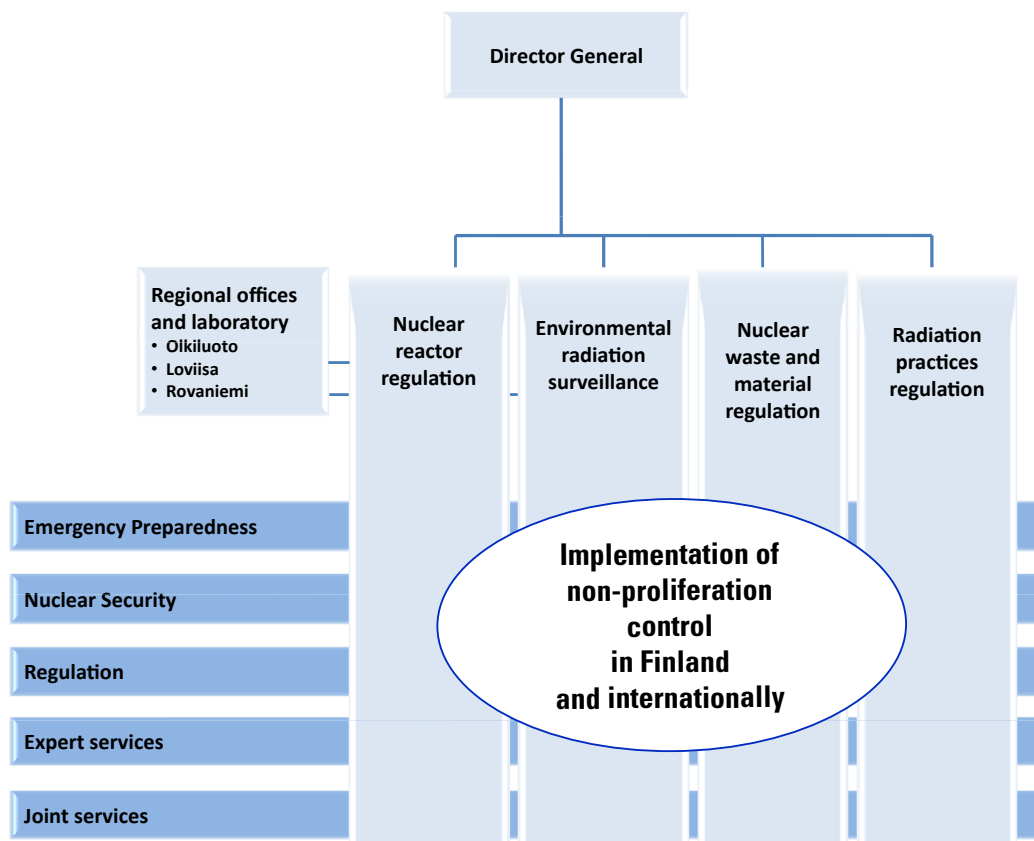 Director General
Regional offices
and laboratory
• Olkiluoto
• Loviisa
• Rovaniemi
Nuclear
reactor
regulation
Environmental
radiation
surveillance
Nuclear
waste and
material
regulation
Radiation
practices
regulation
Emergency Preparedness
Nuclear Security
Regulation
Expert services
Joint services
Implementation of
non-proliferation
control
in Finland
and internationally